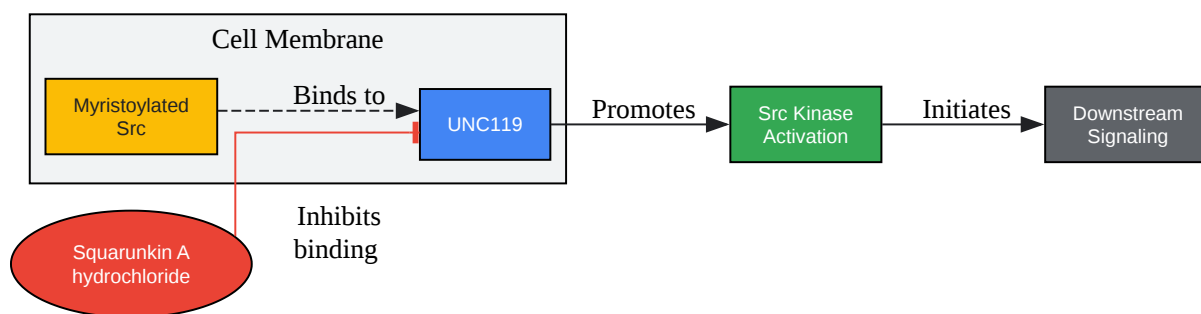 Cell Membrane
Myristoylated
Src
Binds to
UNC119
Promotes
Src Kinase
Activation
Initiates
Downstream
Signaling
Inhibits
binding
Squarunkin A
hydrochloride